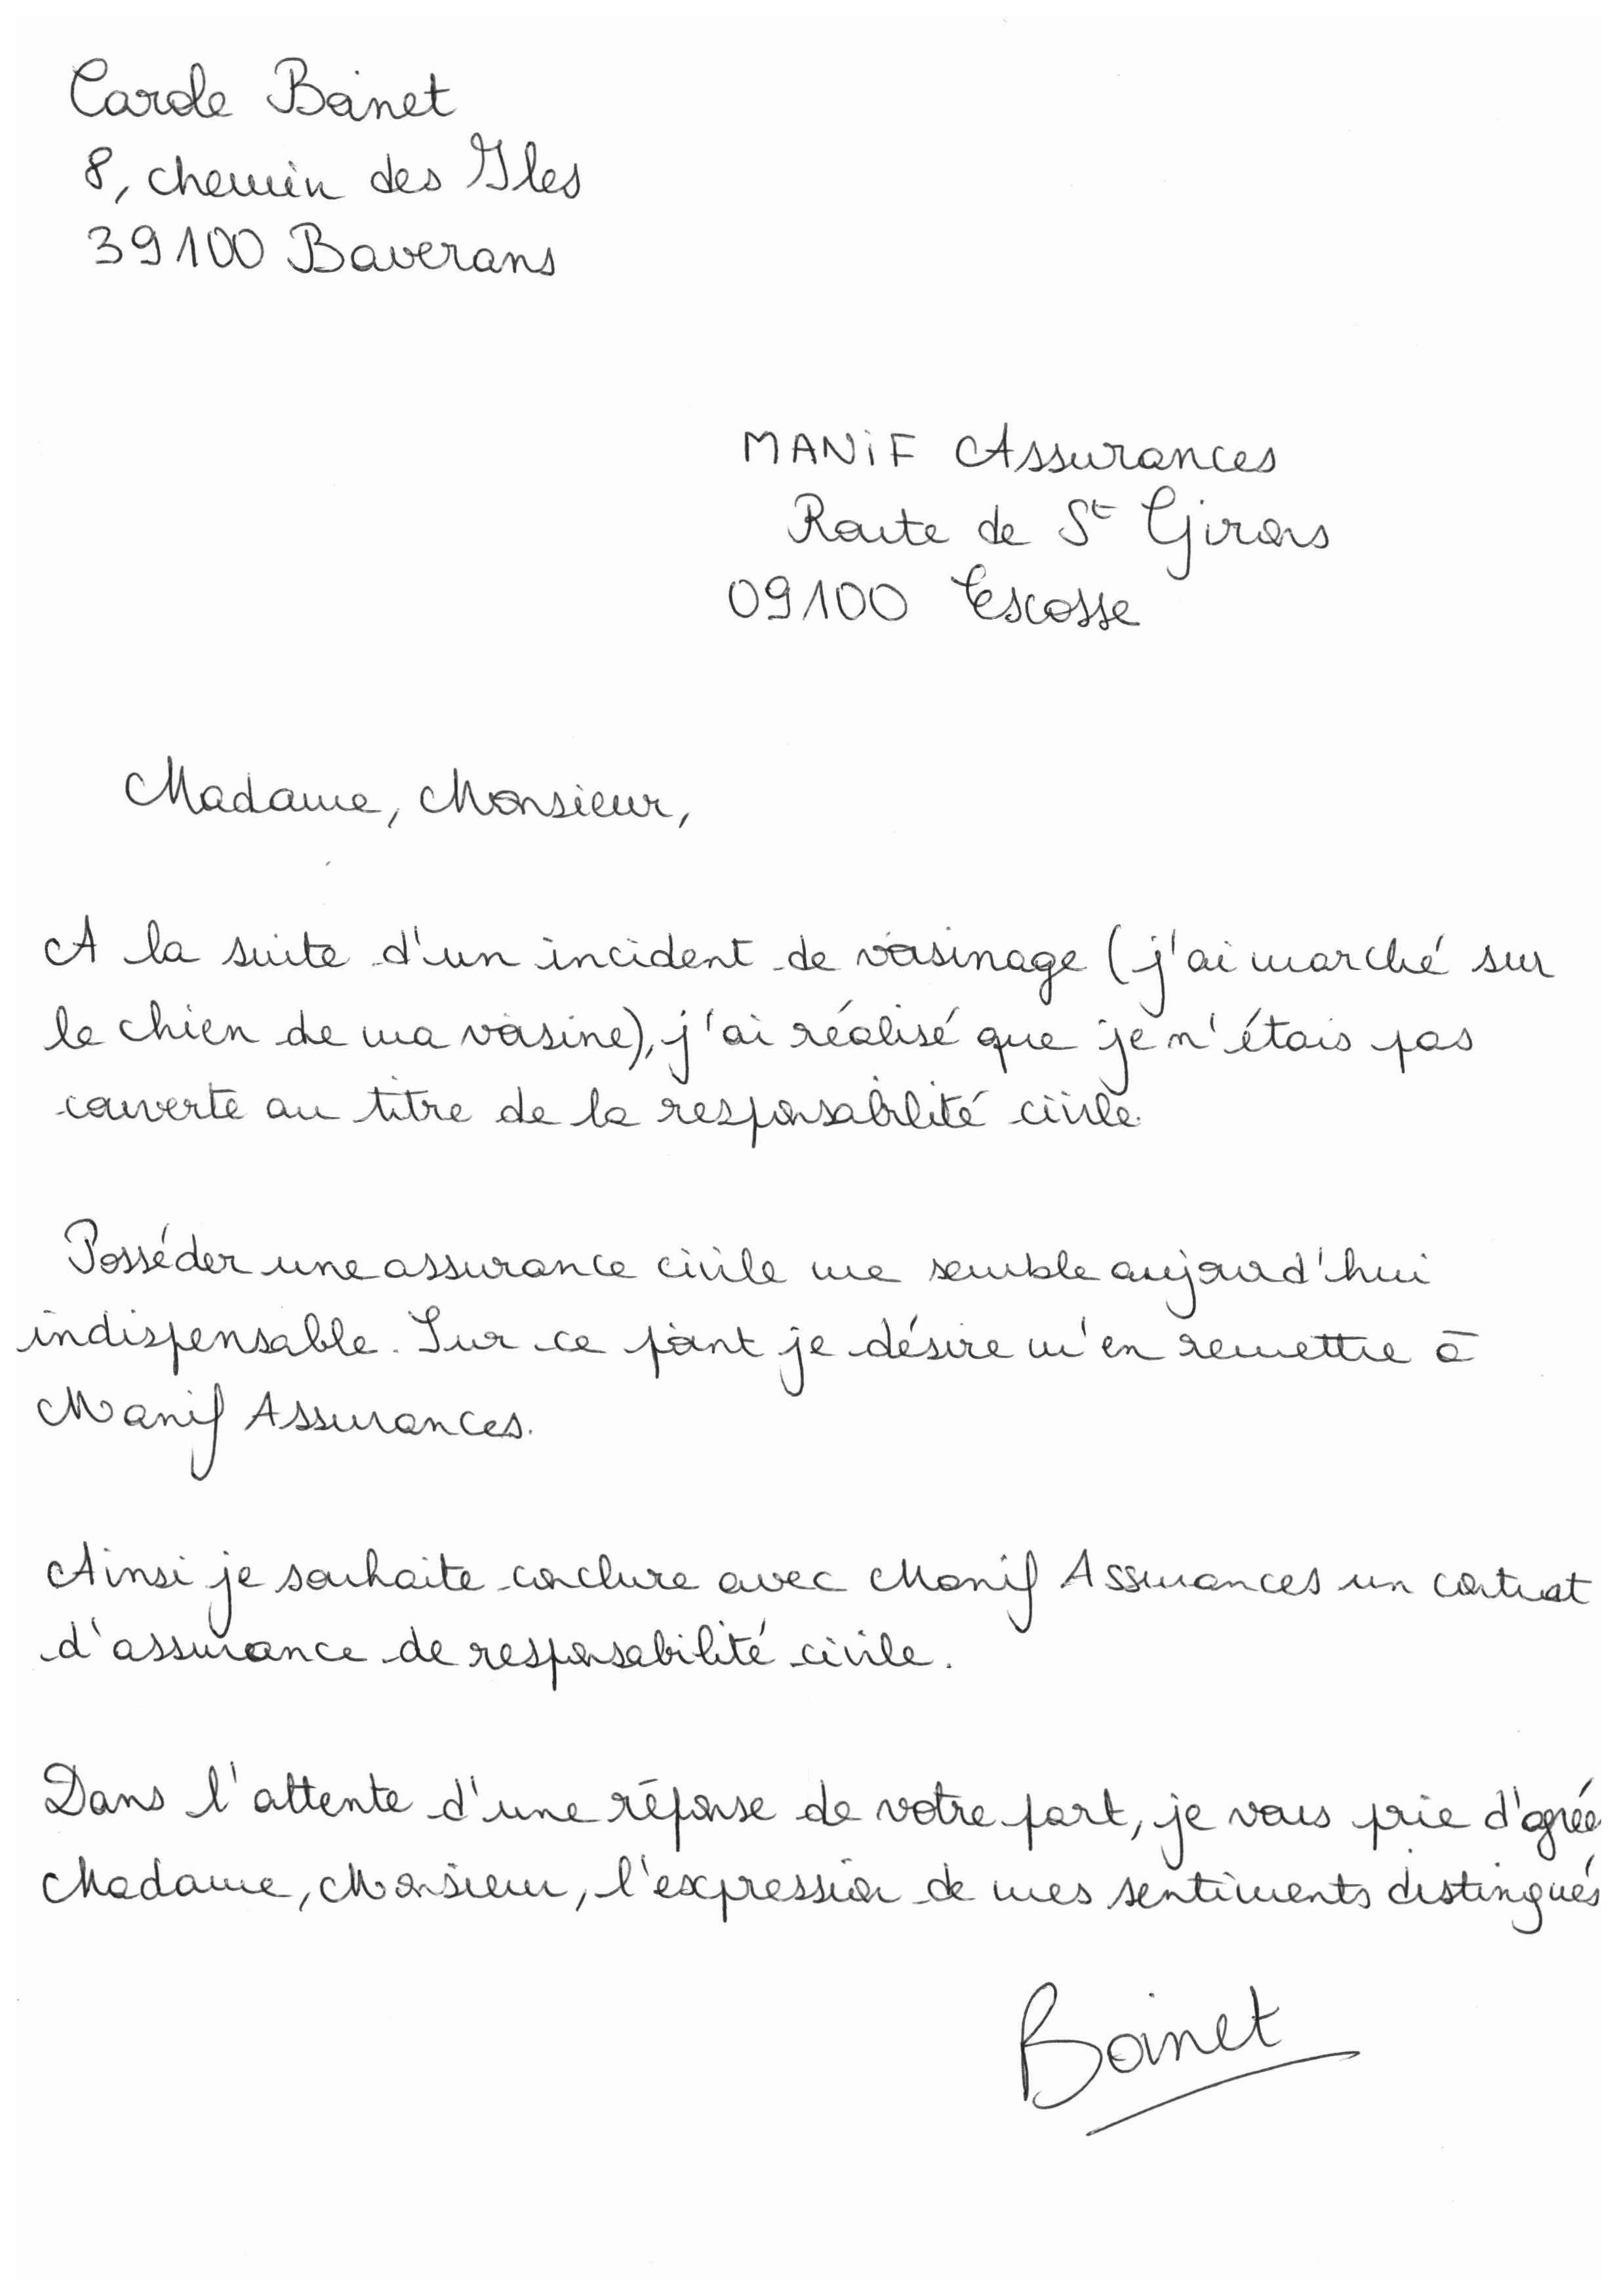 Carole Boinet
8, chemin des Iles
39100 Baverans
MANIF Assurances
Route de St Girons
09100 Escosse
Madame, Monsieur,
A la suite d'un incident de voisinage (j'ai marché sur
le chien de ma voisine), j'ai réalisé que je n'étais pas
couverte au titre de la responsabilité civile.
Posséder une assurance civile me semble aujourd'hui
indispensable. Sur ce point je désire m'en remettre à
Manif Assurances.
Ainsi je souhaite conclure avec Manif Assurances un contrat
d'assurance de responsabilité civile.
Dans l'attente d'une réponse de votre part, je vous prie d'agrée
Madame, Monsieur, l'expression de mes sentiments distingués
Boinet